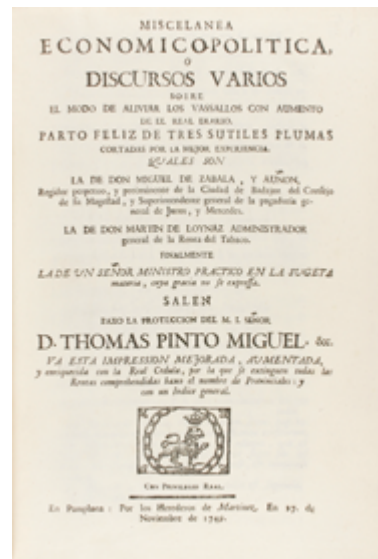 MISCELANEA
ECONOMICO-POLITICA,
O
DISCURSOS VARIOS
SOBRE
EL MODO DE ALIVIAR LOS VASSALLOS CON AUMENTO
DE EL REAL ERARIO.
PARTO FELIZ DE TRES SUTILES PLUMAS
CORTADAS POR LA MEJOR EXPERIENCIA.
QUALES SON
LA DE DON MIGUEL DE ZABALA, Y AUÑON,
Regidor perpetuo, y preeminente de la Ciudad de Badajoz del Consejo
de su Magestad, y Superintendente general de la pagaduria ge-
neral de Juros, y Mercedes.
LA DE DON MARTIN DE LOYNAZ ADMINISTRADOR
general de la Renta del Tabaco.
FINALMENTE
LA DE UN SEÑOR MINISTRO PRACTICO EN LA SUGETA
materia, cuya gracia no se expressa.
SALEN
BAXO LA PROTECCION DEL M. I. SEÑOR
D. THOMAS PINTO MIGUEL. &c.
VA ESTA IMPRESSION MEJORADA, AUMENTADA,
y enriquecida con la Real Cedula, por la que se extinguen todas las
Rentas comprehendidas baxo el nombre de Provinciales: y
con un Indice general.
CON PRIVILEGIO REAL.
En Pamplona: Por los Herederos de Martinez, En 27. de
Noviembre de